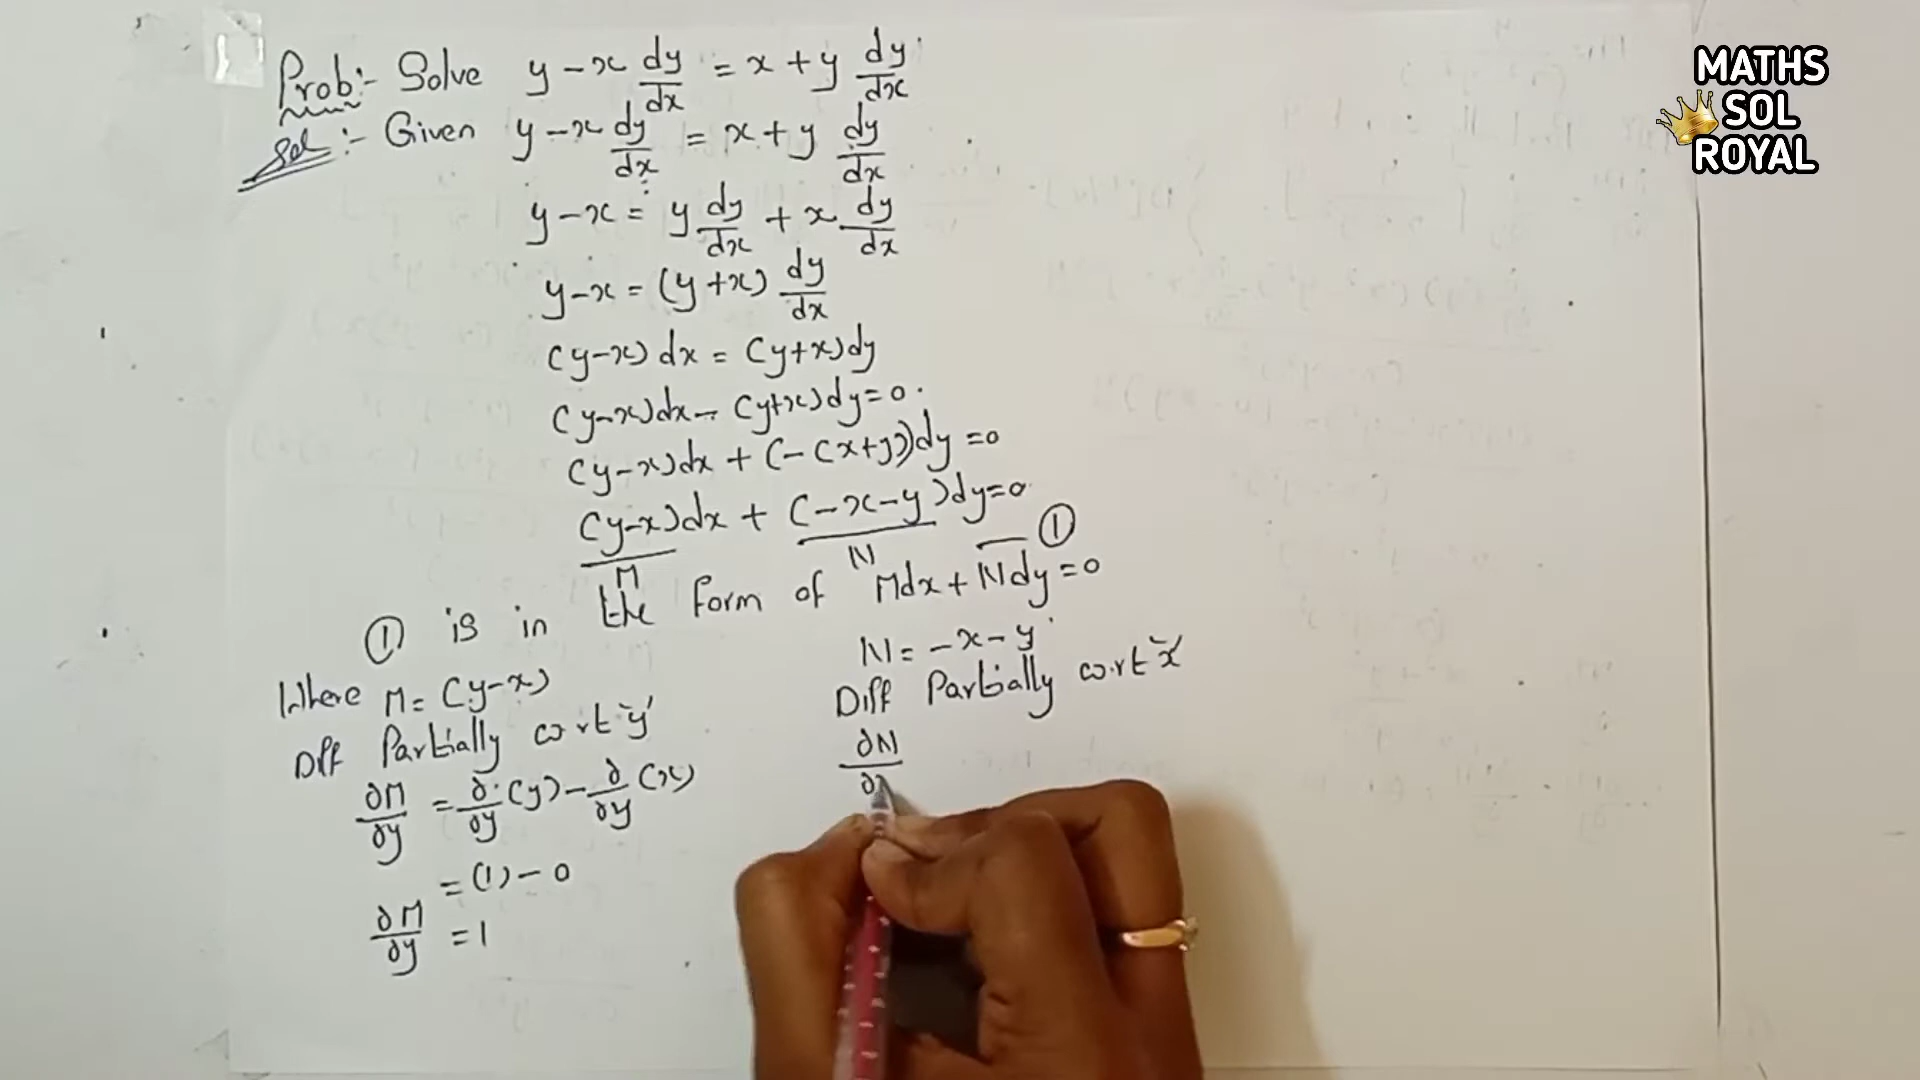 Prob:- Solve y - x dy/dx = x + y dy/dx.
Sol:- Given y - x dy/dx = x + y dy/dx
y - x = y dy/dx + x dy/dx
y - x = (y + x) dy/dx
(y - x) dx = (y + x) dy
(y - x) dx - (y + x) dy = 0.
(y - x) dx + (-(x + y)) dy = 0
(y - x) dx + (-x - y) dy = 0 — ①
M N
① is in the form of Mdx + Ndy = 0
Where M = (y - x)
Diff Partially w.r.t 'y'
∂M/∂y = ∂/∂y (y) - ∂/∂y (x)
= (1) - 0
∂M/∂y = 1
N = -x - y
Diff Partially w.r.t 'x'
∂N/∂x
MATHS
SOL
ROYAL